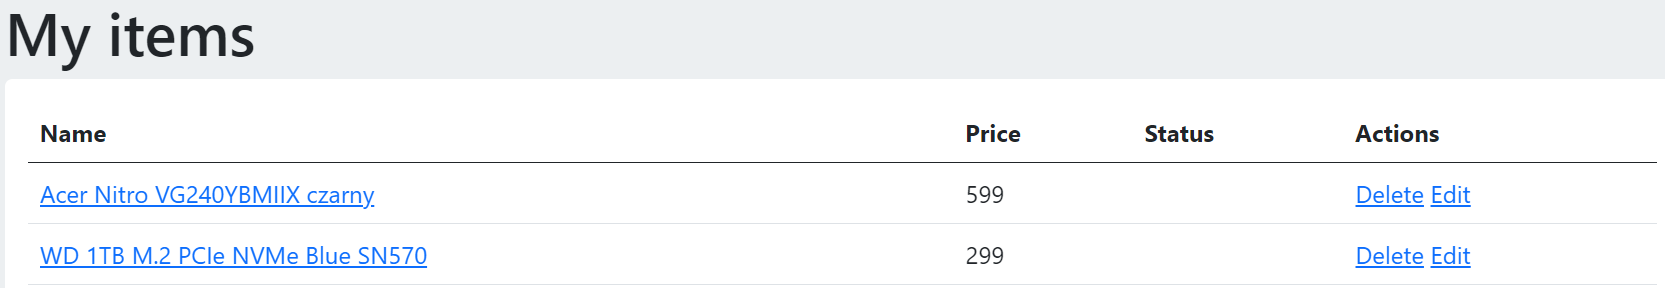 My items
Name Price Status Actions
Acer Nitro VG240YBMIIX czarny 599 Delete Edit
WD 1TB M.2 PCIe NVMe Blue SN570 299 Delete Edit